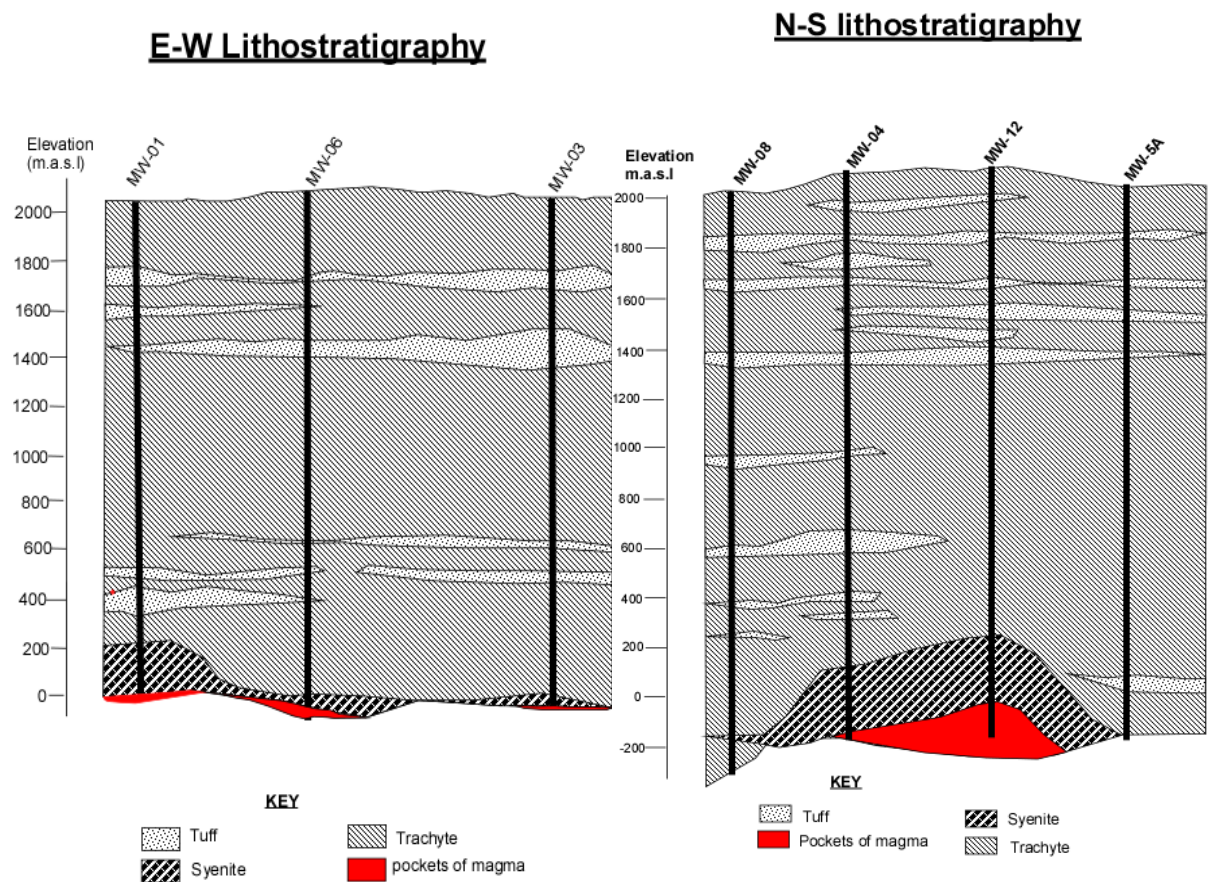 E-W Lithostratigraphy
Elevation
(m.a.s.l)
MW-01
MW-06
MW-03
2000
1800
1600
1400
1200
1000
800
600
400
200
0
KEY
Tuff
Trachyte
Syenite
pockets of magma
N-S lithostratigraphy
Elevation
m.a.s.l
MW-08
MW-04
MW-12
MW-5A
2000
1800
1600
1400
1200
1000
800
600
400
200
0
-200
KEY
Tuff
Syenite
Pockets of magma
Trachyte